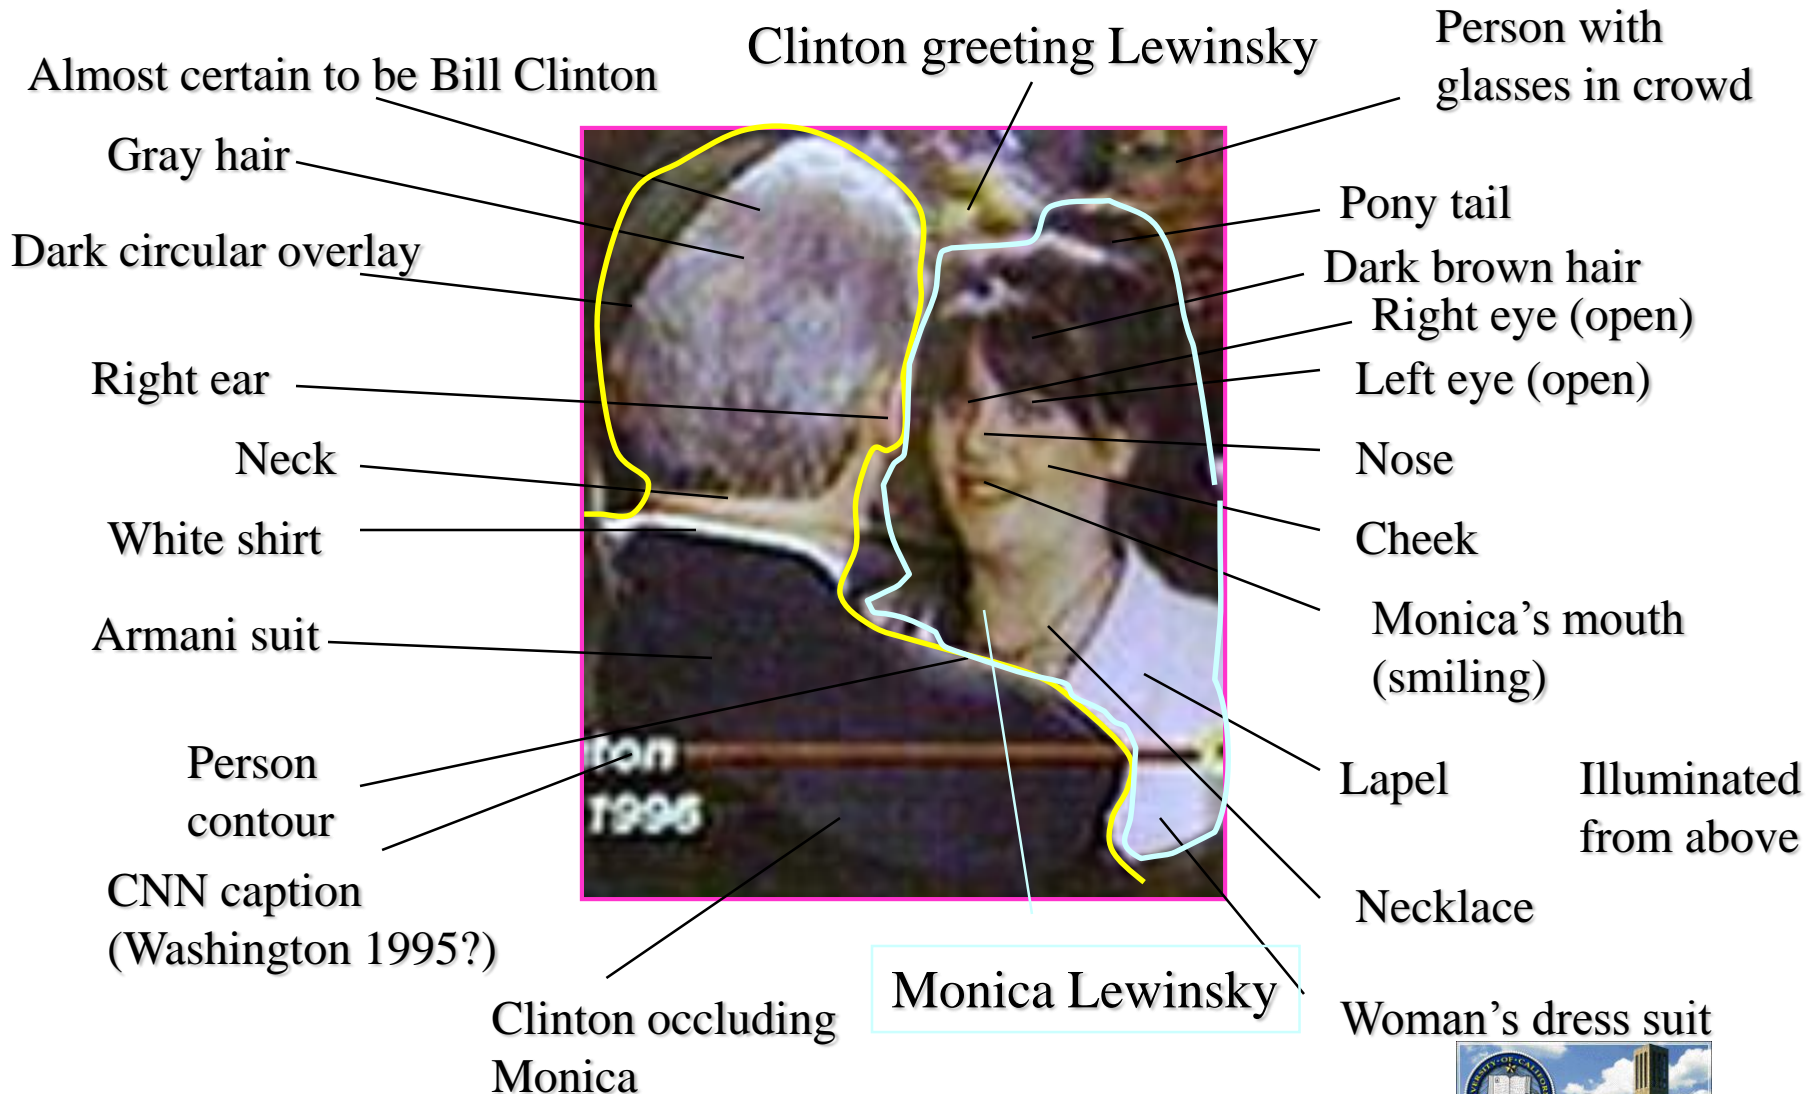 Clinton greeting Lewinsky
Person with
glasses in crowd
Almost certain to be Bill Clinton
Gray hair
Dark circular overlay
Right ear
Neck
White shirt
Armani suit
Person
contour
CNN caption
(Washington 1995?)
Clinton occluding
Monica
ton
1996
Monica Lewinsky
Pony tail
Dark brown hair
Right eye (open)
Left eye (open)
Nose
Cheek
Monica’s mouth
(smiling)
Lapel
Illuminated
from above
Necklace
Woman’s dress suit